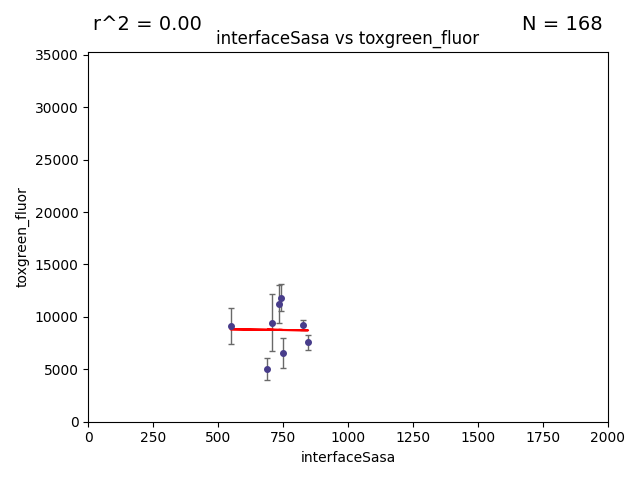 r^2 = 0.00
N = 168
interfaceSasa vs toxgreen_fluor
35000
30000
25000
20000
15000
10000
5000
0
toxgreen_fluor
0 250 500 750 1000 1250 1500 1750 2000
interfaceSasa